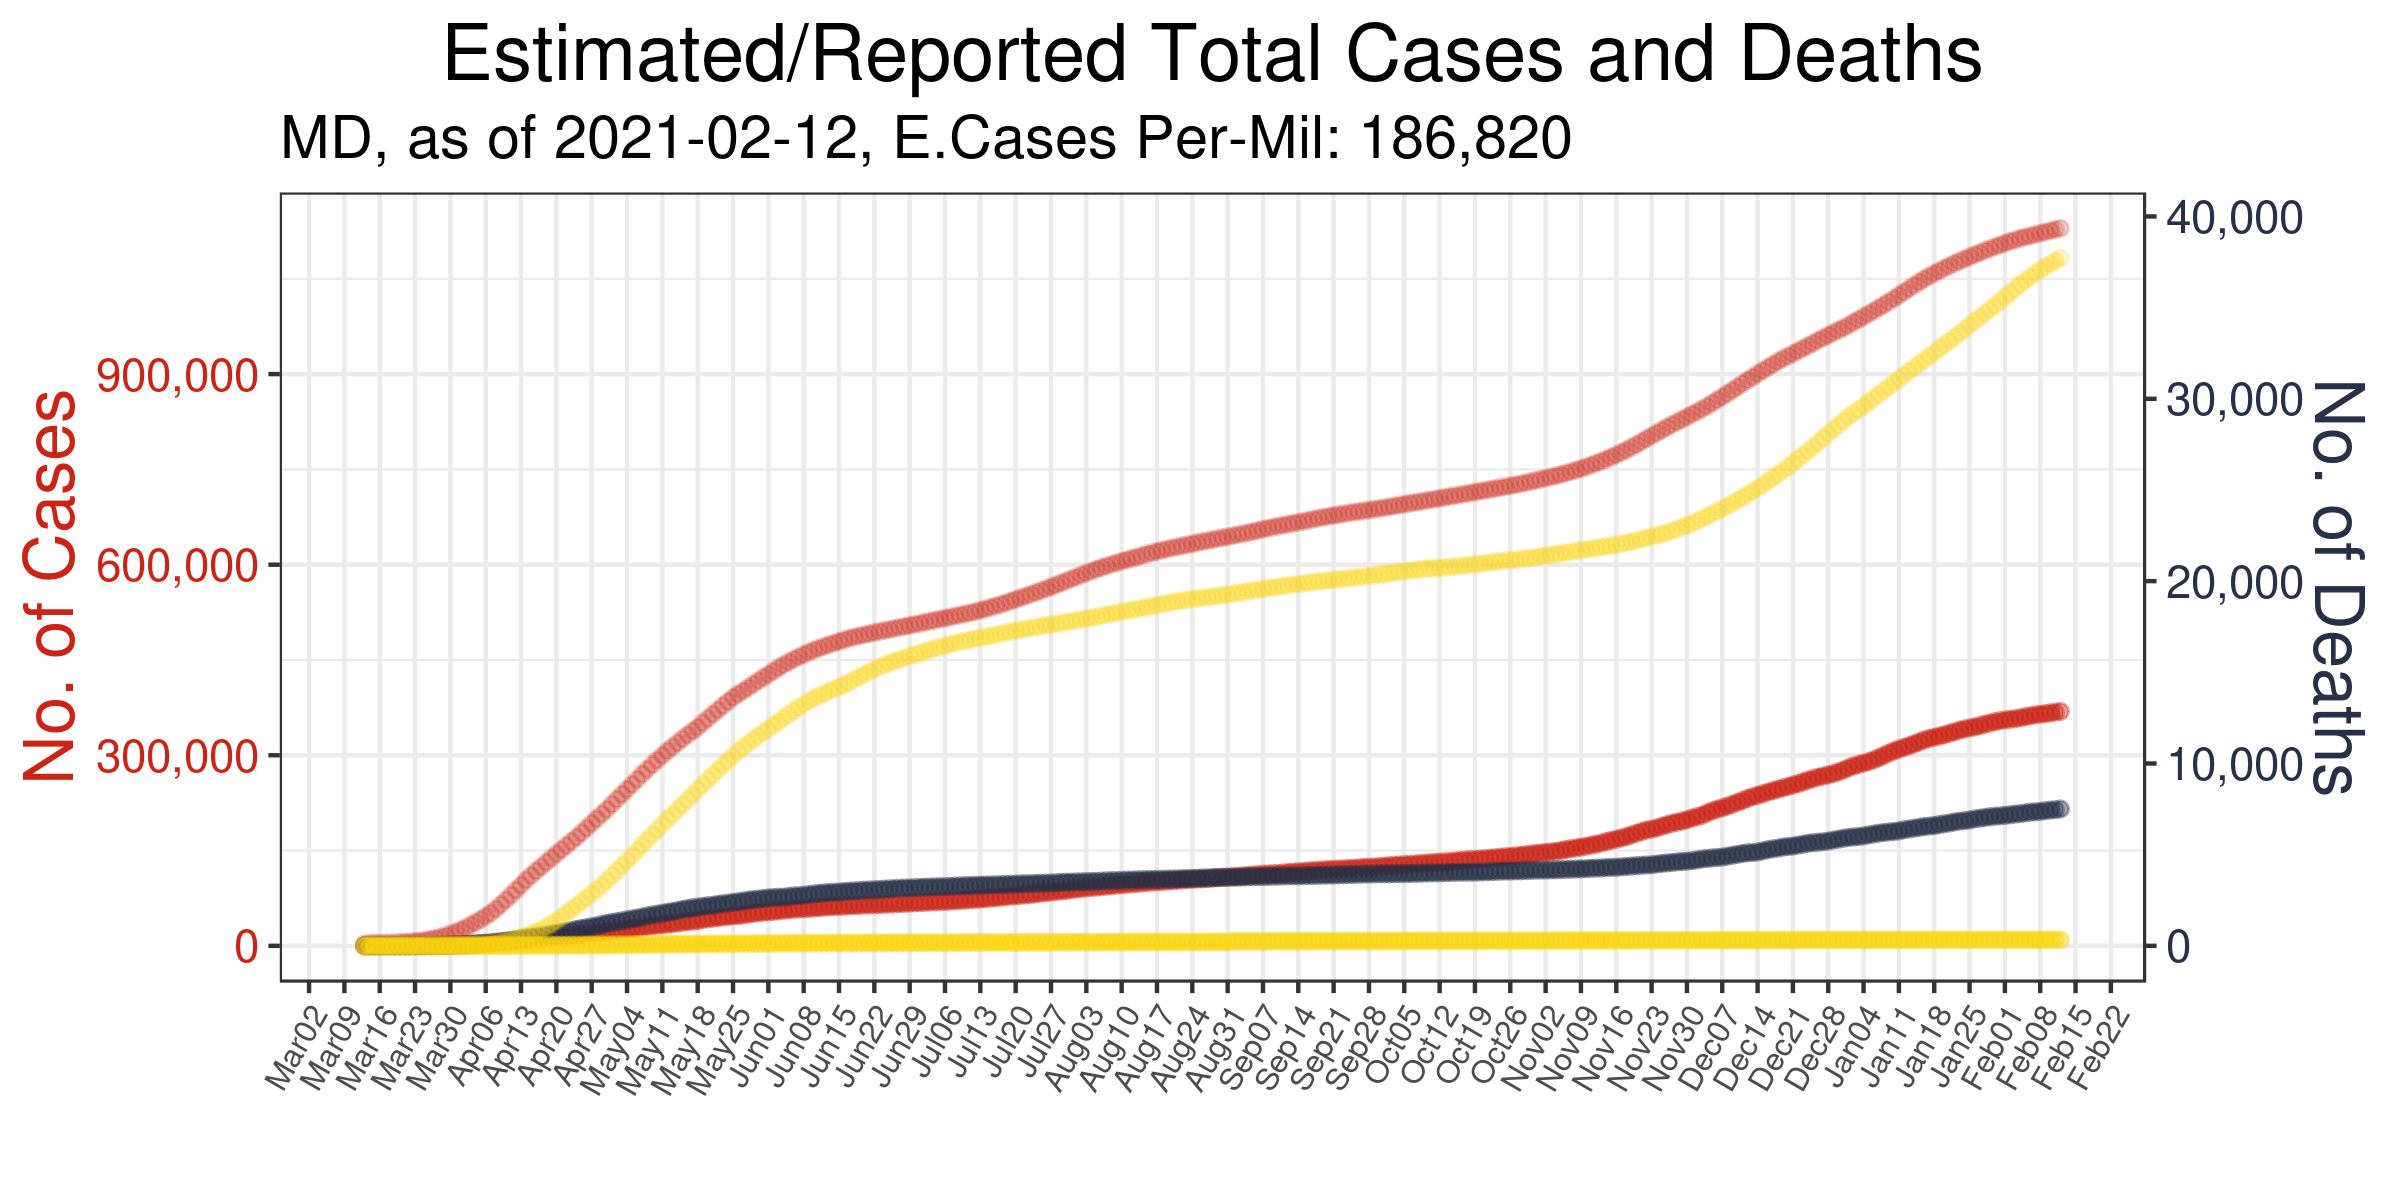 Estimated/Reported Total Cases and Deaths
MD, as of 2021-02-12, E.Cases Per-Mil: 186,820
No. of Cases
900,000
600,000
300,000
0
40,000
30,000
20,000
10,000
0
No. of Deaths
Mar02
Mar09
Mar16
Mar23
Mar30
Apr06
Apr13
Apr20
Apr27
May04
May11
May18
May25
Jun01
Jun08
Jun15
Jun22
Jun29
Jul06
Jul13
Jul20
Jul27
Aug03
Aug10
Aug17
Aug24
Aug31
Sep07
Sep14
Sep21
Sep28
Oct05
Oct12
Oct19
Oct26
Nov02
Nov09
Nov16
Nov23
Nov30
Dec07
Dec14
Dec21
Dec28
Jan04
Jan11
Jan18
Jan25
Feb01
Feb08
Feb15
Feb22